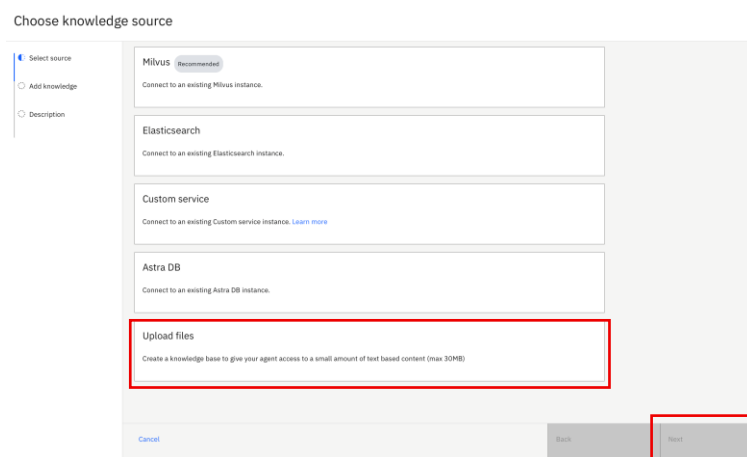 Choose knowledge source
Select source
Add knowledge
Description
Milvus Recommended
Connect to an existing Milvus instance.
Elasticsearch
Connect to an existing Elasticsearch instance.
Custom service
Connect to an existing Custom service instance. Learn more
Astra DB
Connect to an existing Astra DB instance.
Upload files
Create a knowledge base to give your agent access to a small amount of text based content (max 30MB)
Cancel
Back
Next